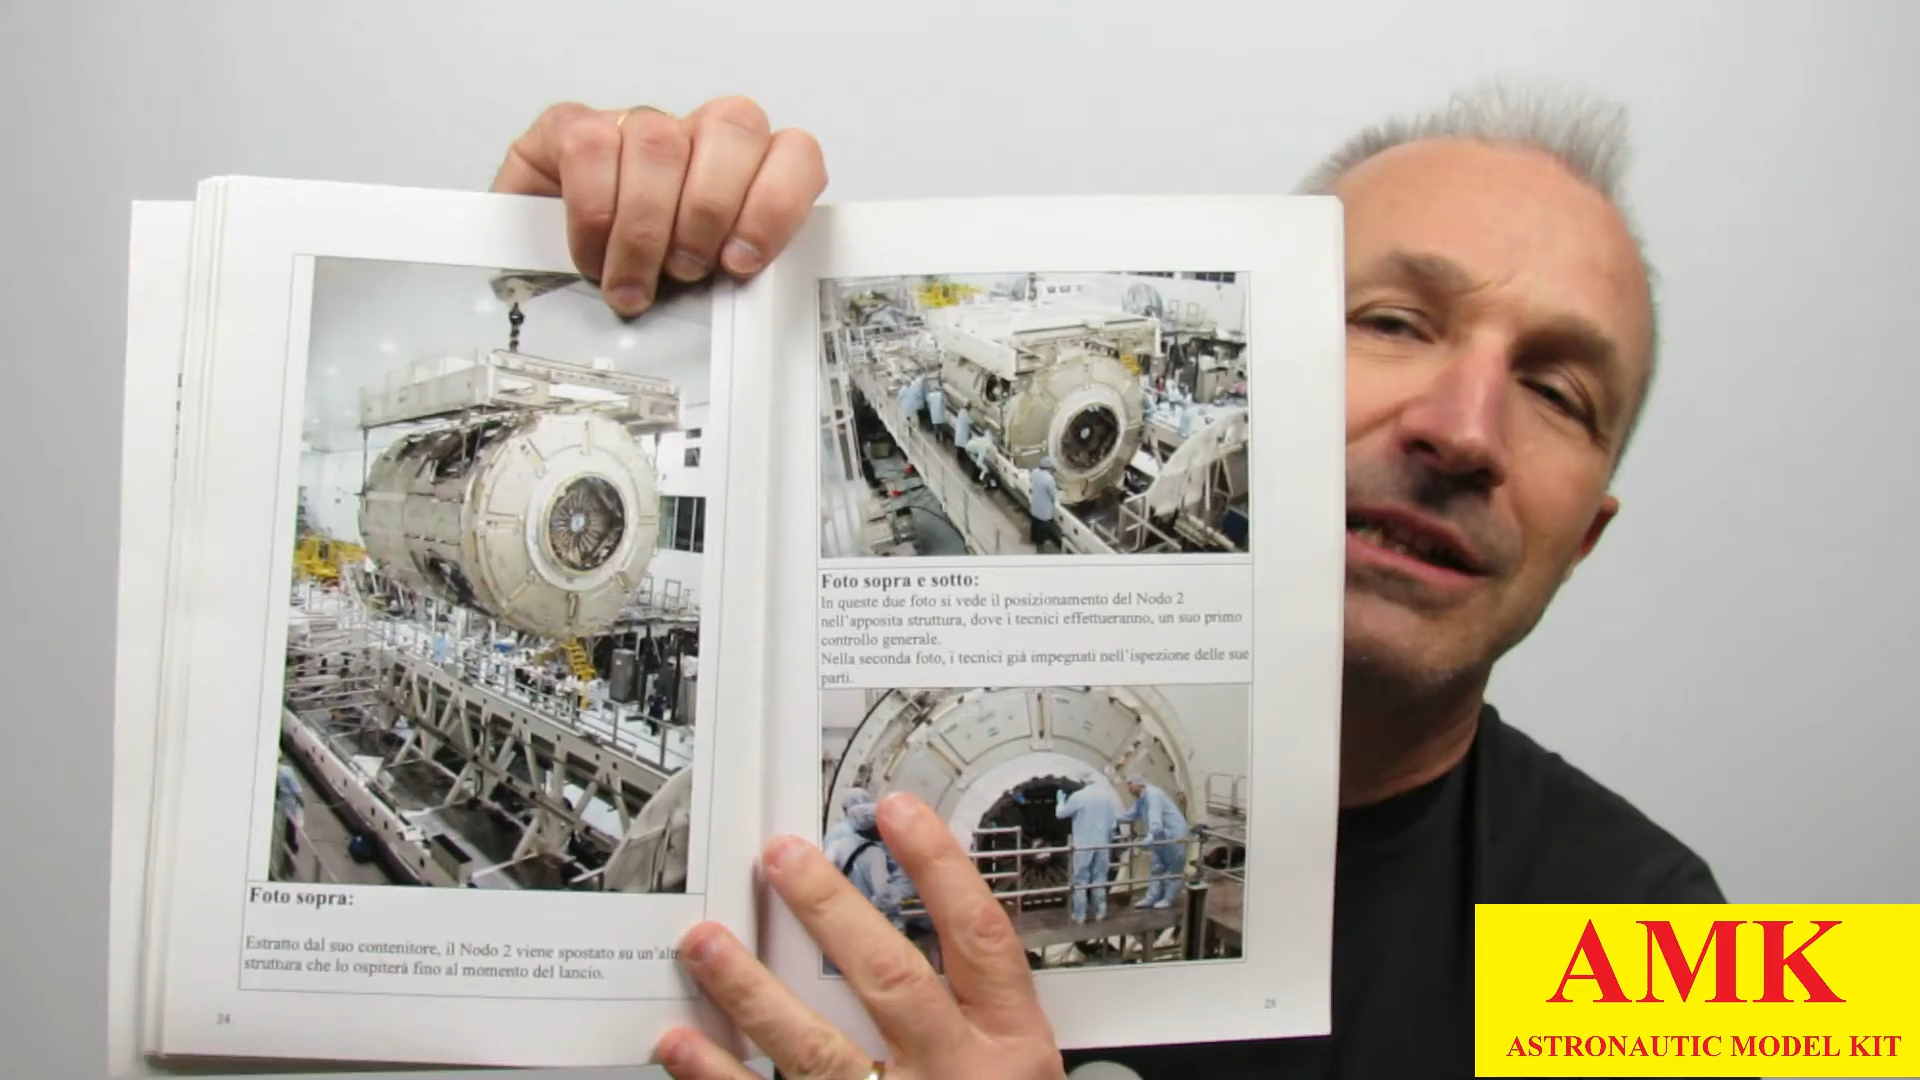 Foto sopra:
Estratto dal suo contenitore, il Nodo 2 viene spostato su un'altr
struttura che lo ospiterà fino al momento del lancio.
24
Foto sopra e sotto:
In queste due foto si vede il posizionamento del Nodo 2
nell'apposita struttura, dove i tecnici effettueranno, un suo primo
controllo generale.
Nella seconda foto, i tecnici già impegnati nell'ispezione delle sue
parti.
25
AMK
ASTRONAUTIC MODEL KIT